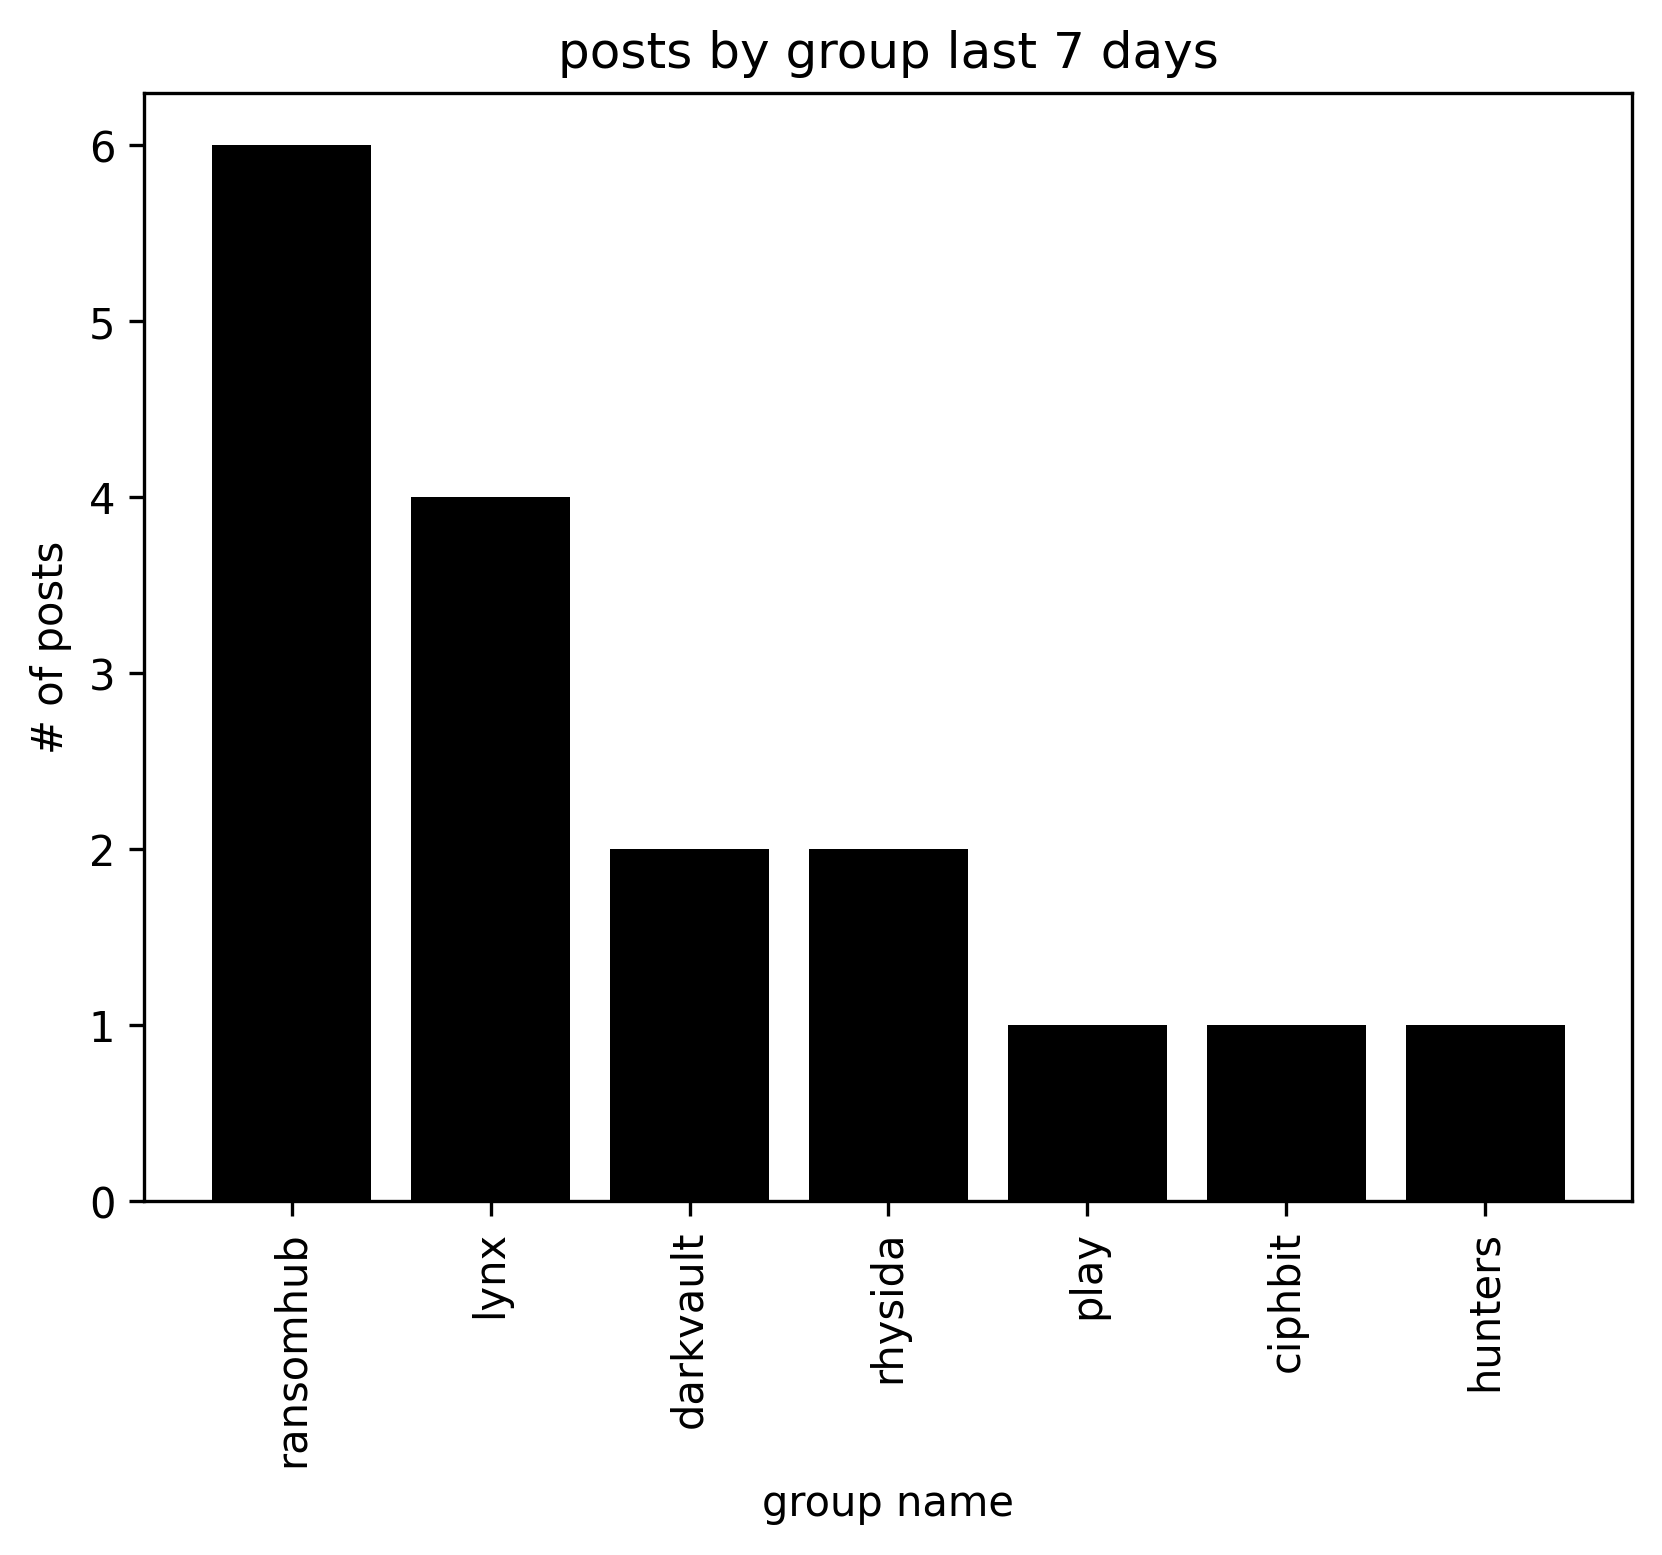 posts by group last 7 days
# of posts
6
5
4
3
2
1
0
ransomhub
lynx
darkvault
rhysida
play
ciphbit
hunters
group name